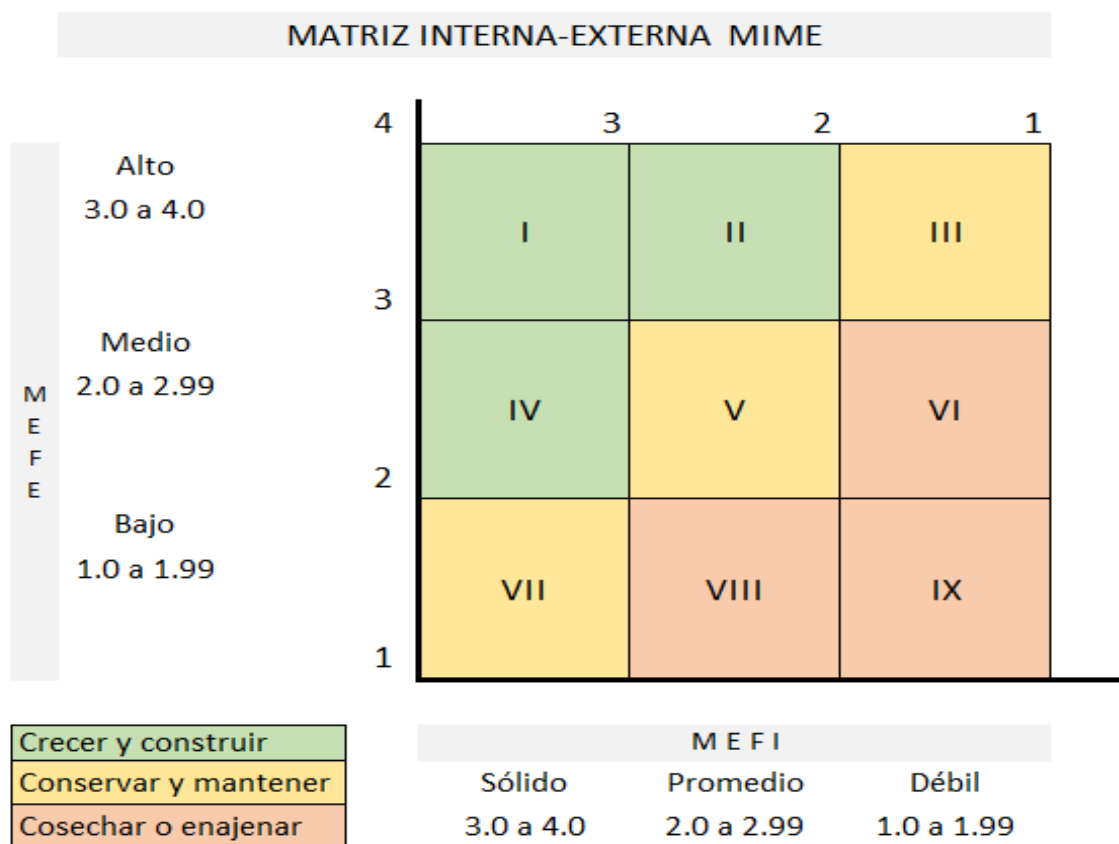 MATRIZ INTERNA-EXTERNA MIME
4 3 2 1
Alto
3.0 a 4.0
I II III
3
Medio
2.0 a 2.99
IV V VI
M
E
F
E
2
Bajo
1.0 a 1.99
VII VIII IX
1
Crecer y construir
Conservar y mantener
Cosechar o enajenar
M E F I
Sólido Promedio Débil
3.0 a 4.0 2.0 a 2.99 1.0 a 1.99